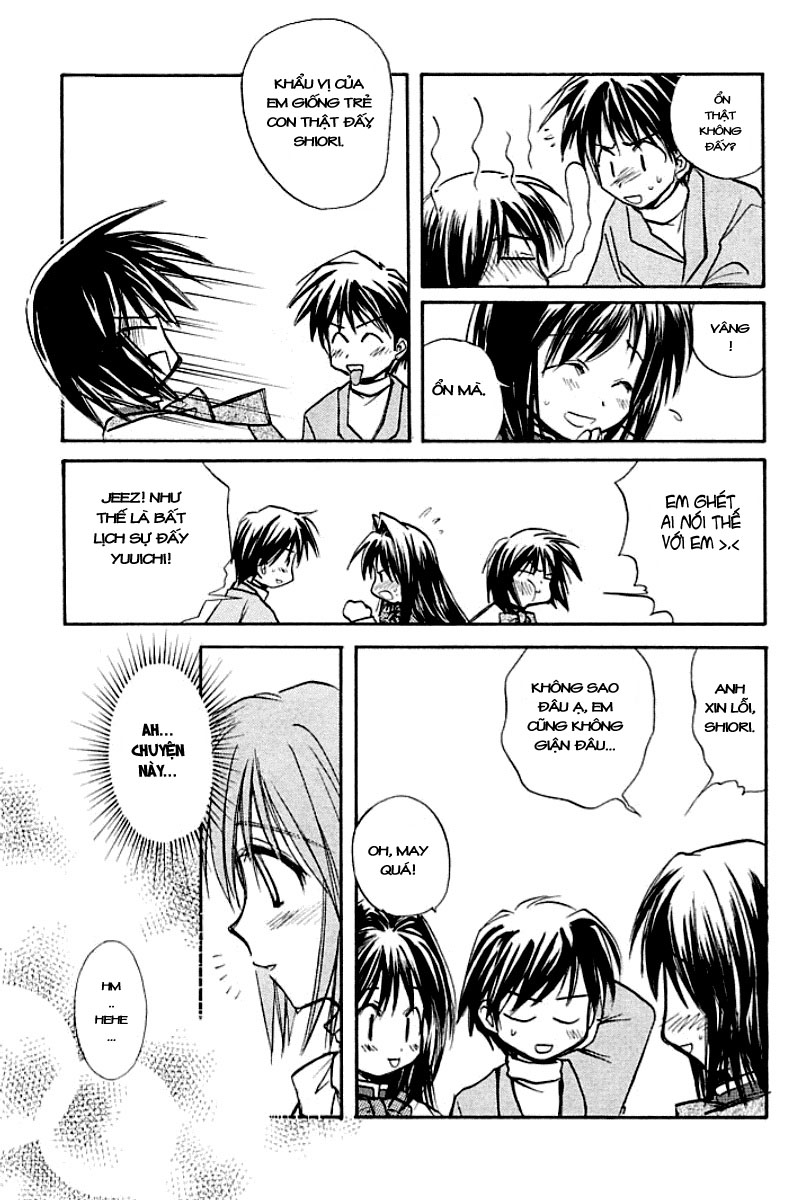 ỔN
THẬT
KHÔNG
ĐẤY?
VÂNG
!
ỔN MÀ.
KHẨU VỊ CỦA
EM GIỐNG TRẺ
CON THẬT ĐẤY,
SHIORI.
EM GHÉT
AI NÓI THẾ
VỚI EM >.<
JEEZ! NHƯ
THẾ LÀ BẤT
LỊCH SỰ ĐẤY
YUUICHI!
ANH
XIN LỖI,
SHIORI.
KHÔNG SAO
ĐÂU Ạ, EM
CŨNG KHÔNG
GIẬN ĐÂU...
OH, MAY
QUÁ!
AH...
CHUYỆN
NÀY...
HM
..
HEHE
...